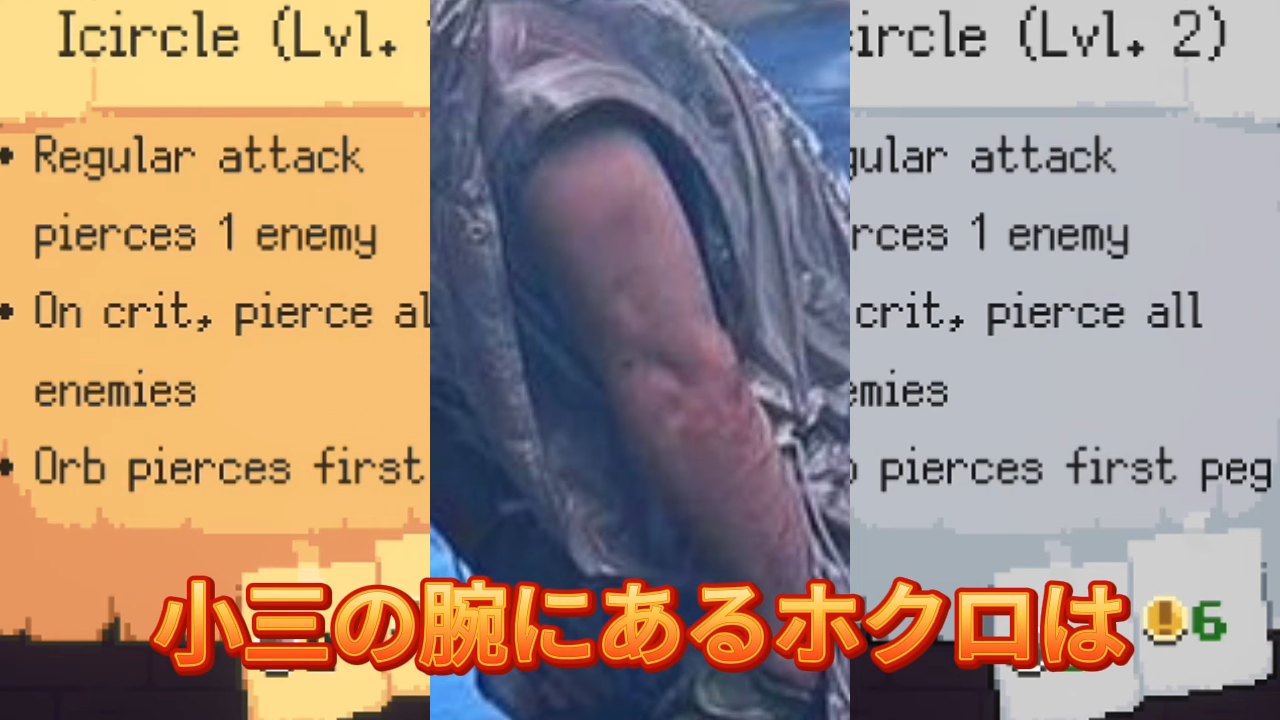 Icircle (Lvl.
• Regular attack
pierces 1 enemy
• On crit, pierce al
enemies
• Orb pierces first
ircle (Lvl. 2)
gular attack
rces 1 enemy
crit, pierce all
emies
pierces first peg
6
小三の腕にあるホクロは